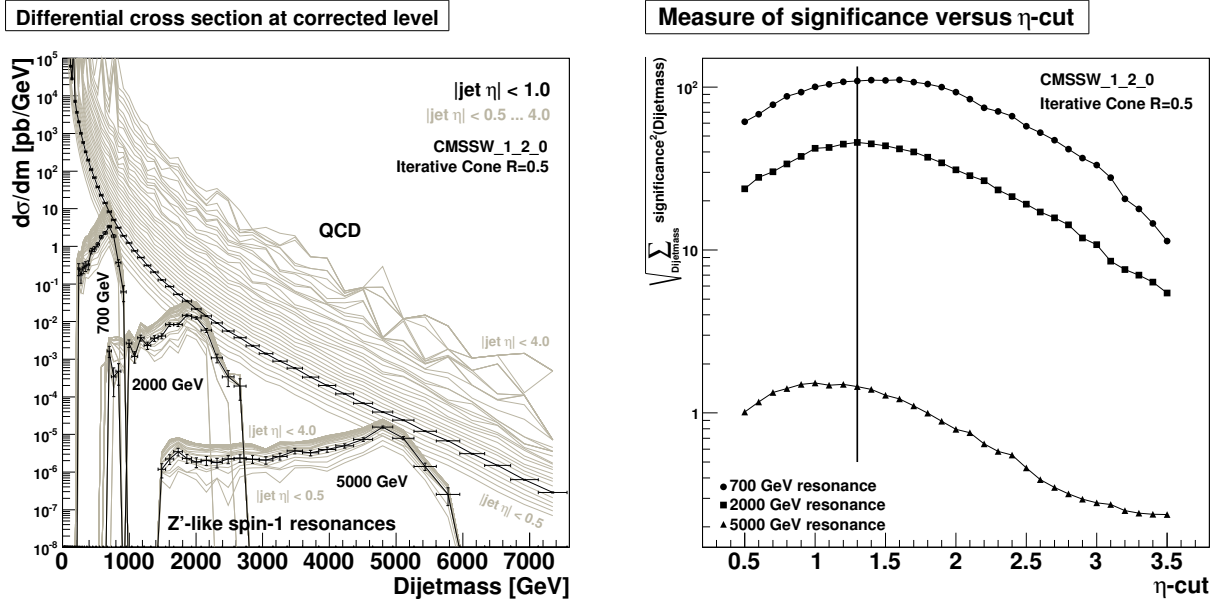 Differential cross section at corrected level
dσ/dm [pb/GeV]
10^5
10^4
10^3
10^2
10
1
10^-1
10^-2
10^-3
10^-4
10^-5
10^-6
10^-7
10^-8
|jet η| < 1.0
|jet η| < 0.5 ... 4.0
CMSSW_1_2_0
Iterative Cone R=0.5
QCD
700 GeV
2000 GeV
|jet η| < 4.0
|jet η| < 4.0
5000 GeV
|jet η| < 0.5
|jet η| < 0.5
Z'-like spin-1 resonances
0 1000 2000 3000 4000 5000 6000 7000
Dijetmass [GeV]
Measure of significance versus η-cut
√ Σ Dijetmass significance^2(Dijetmass)
10^2
10
1
CMSSW_1_2_0
Iterative Cone R=0.5
700 GeV resonance
2000 GeV resonance
5000 GeV resonance
0.5 1 1.5 2 2.5 3 3.5
η-cut